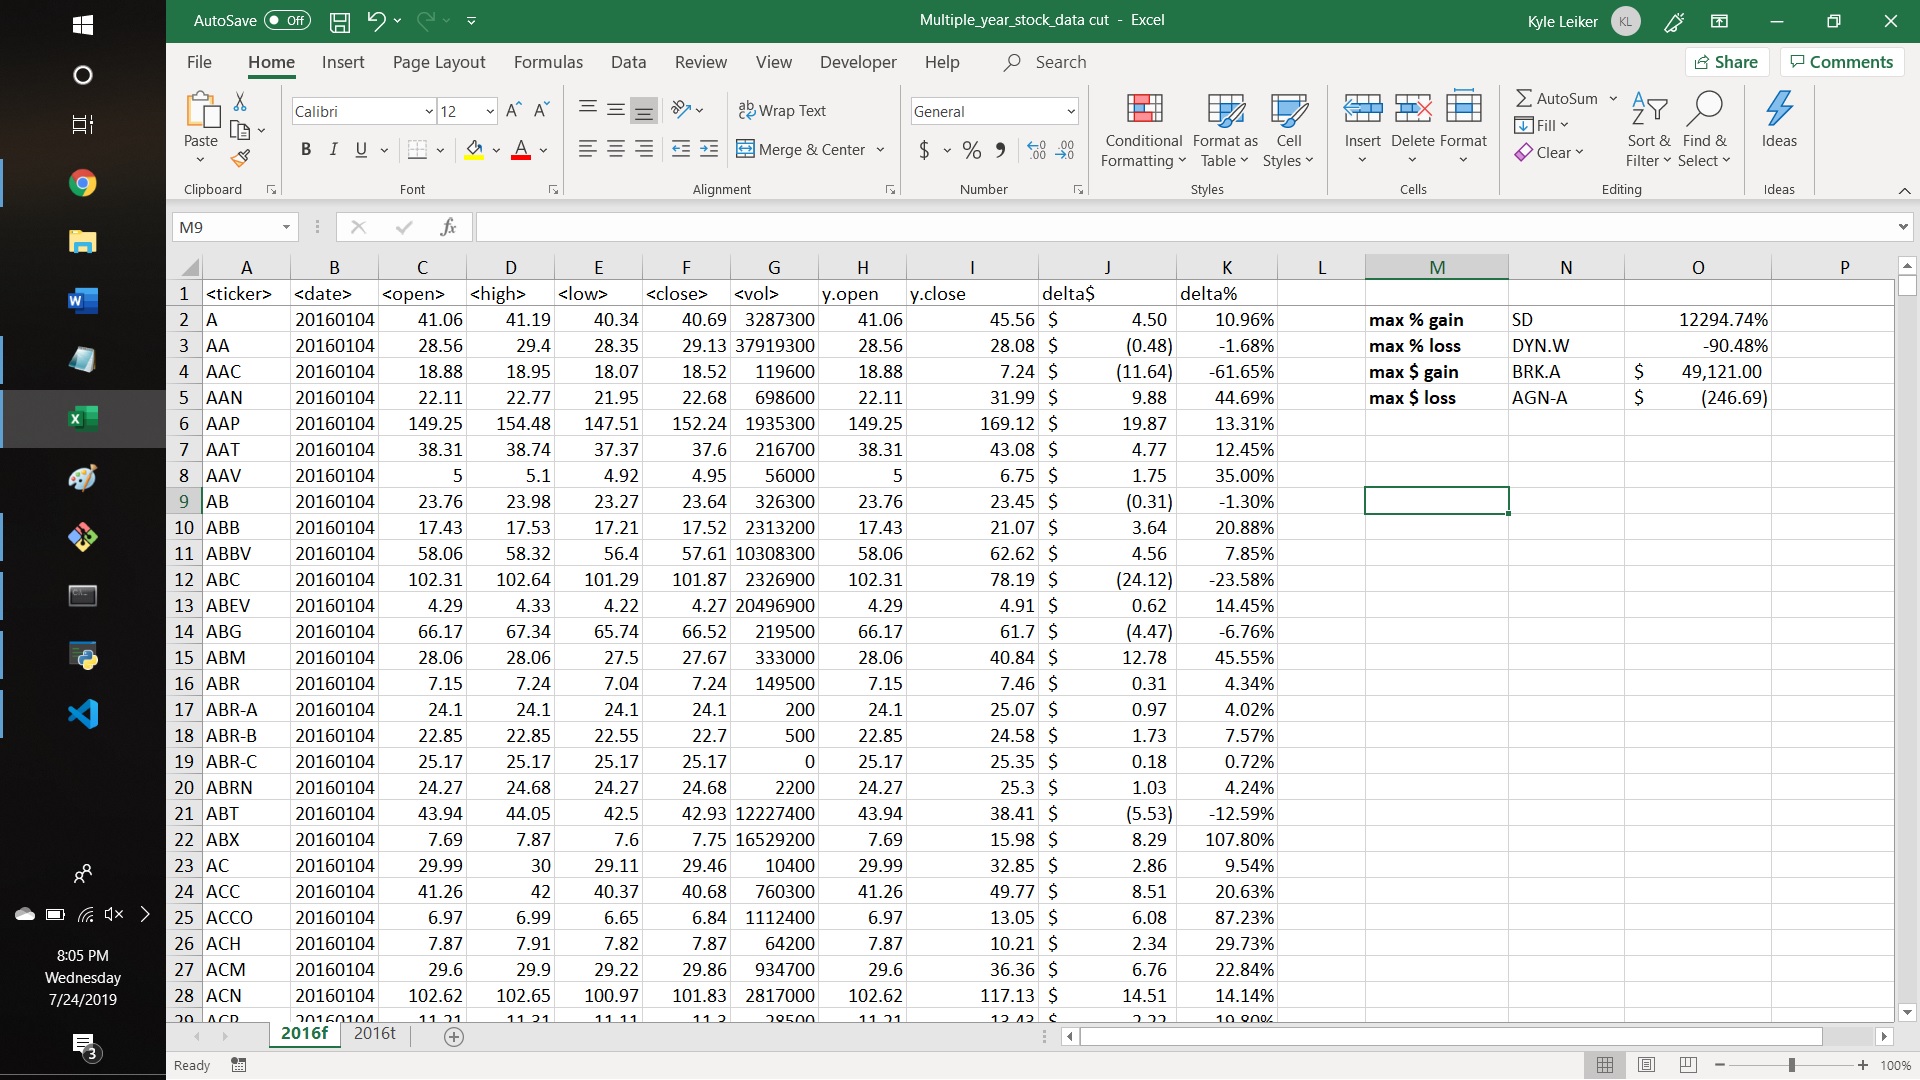 AutoSave Off
Multiple_year_stock_data cut - Excel
Kyle Leiker KL
File Home Insert Page Layout Formulas Data Review View Developer Help Search Share Comments
Calibri 12 A A ab Wrap Text General
Paste Conditional Formatting Format as Table Cell Styles Insert Delete Format AutoSum Fill Clear Sort & Filter Find & Select Ideas
B I U A Merge & Center $ % 9
Clipboard Font Alignment Number Styles Cells Editing Ideas
M9 fx
A B C D E F G H I J K L M N O P
1 <ticker> <date> <open> <high> <low> <close> <vol> y.open y.close delta$ delta%
2 A 20160104 41.06 41.19 40.34 40.69 3287300 41.06 45.56 $ 4.50 10.96% max % gain SD 12294.74%
3 AA 20160104 28.56 29.4 28.35 29.13 37919300 28.56 28.08 $ (0.48) -1.68% max % loss DYN.W -90.48%
4 AAC 20160104 18.88 18.95 18.07 18.52 119600 18.88 7.24 $ (11.64) -61.65% max $ gain BRK.A $ 49,121.00
5 AAN 20160104 22.11 22.77 21.95 22.68 698600 22.11 31.99 $ 9.88 44.69% max $ loss AGN-A $ (246.69)
6 AAP 20160104 149.25 154.48 147.51 152.24 1935300 149.25 169.12 $ 19.87 13.31%
7 AAT 20160104 38.31 38.74 37.37 37.6 216700 38.31 43.08 $ 4.77 12.45%
8 AAV 20160104 5 5.1 4.92 4.95 56000 5 6.75 $ 1.75 35.00%
9 AB 20160104 23.76 23.98 23.27 23.64 326300 23.76 23.45 $ (0.31) -1.30%
10 ABB 20160104 17.43 17.53 17.21 17.52 2313200 17.43 21.07 $ 3.64 20.88%
11 ABBV 20160104 58.06 58.32 56.4 57.61 10308300 58.06 62.62 $ 4.56 7.85%
12 ABC 20160104 102.31 102.64 101.29 101.87 2326900 102.31 78.19 $ (24.12) -23.58%
13 ABEV 20160104 4.29 4.33 4.22 4.27 20496900 4.29 4.91 $ 0.62 14.45%
14 ABG 20160104 66.17 67.34 65.74 66.52 219500 66.17 61.7 $ (4.47) -6.76%
15 ABM 20160104 28.06 28.06 27.5 27.67 333000 28.06 40.84 $ 12.78 45.55%
16 ABR 20160104 7.15 7.24 7.04 7.24 149500 7.15 7.46 $ 0.31 4.34%
17 ABR-A 20160104 24.1 24.1 24.1 24.1 200 24.1 25.07 $ 0.97 4.02%
18 ABR-B 20160104 22.85 22.85 22.55 22.7 500 22.85 24.58 $ 1.73 7.57%
19 ABR-C 20160104 25.17 25.17 25.17 25.17 0 25.17 25.35 $ 0.18 0.72%
20 ABRN 20160104 24.27 24.68 24.27 24.68 2200 24.27 25.3 $ 1.03 4.24%
21 ABT 20160104 43.94 44.05 42.5 42.93 12227400 43.94 38.41 $ (5.53) -12.59%
22 ABX 20160104 7.69 7.87 7.6 7.75 16529200 7.69 15.98 $ 8.29 107.80%
23 AC 20160104 29.99 30 29.11 29.46 10400 29.99 32.85 $ 2.86 9.54%
24 ACC 20160104 41.26 42 40.37 40.68 760300 41.26 49.77 $ 8.51 20.63%
25 ACCO 20160104 6.97 6.99 6.65 6.84 1112400 6.97 13.05 $ 6.08 87.23%
26 ACH 20160104 7.87 7.91 7.82 7.87 64200 7.87 10.21 $ 2.34 29.73%
27 ACM 20160104 29.6 29.9 29.22 29.86 934700 29.6 36.36 $ 6.76 22.84%
28 ACN 20160104 102.62 102.65 100.97 101.83 2817000 102.62 117.13 $ 14.51 14.14%
2016f 2016t
Ready 100%
8:05 PM
Wednesday
7/24/2019
3